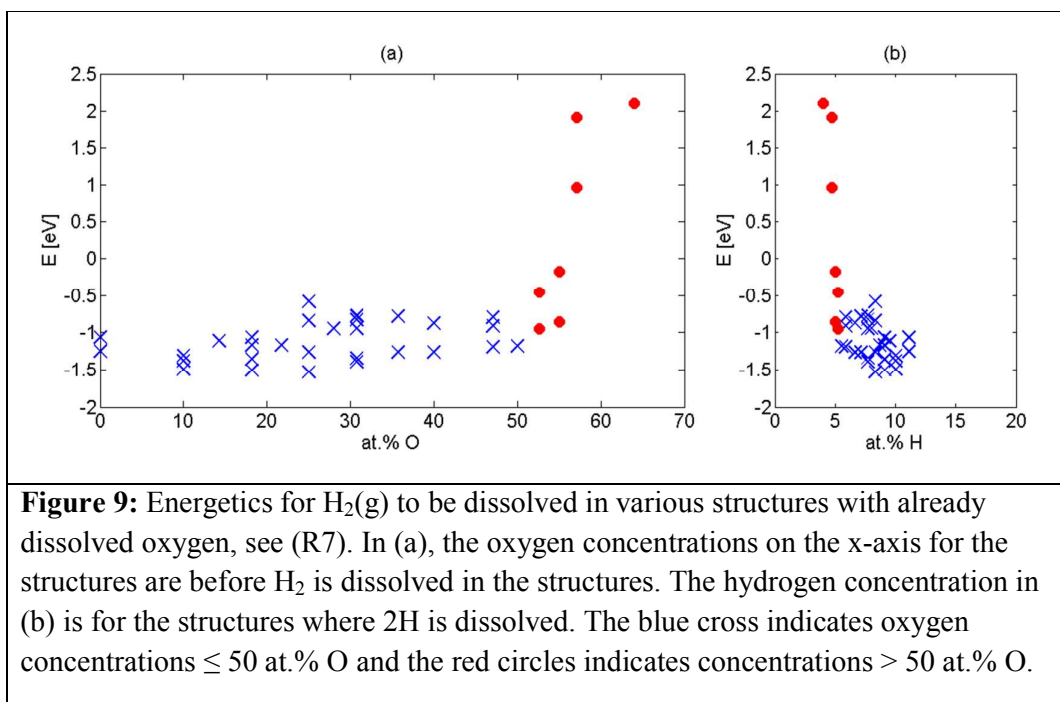 (a)
2.5
2
1.5
1
0.5
0
-0.5
-1
-1.5
-2
E [eV]
0 10 20 30 40 50 60 70
at.% O
(b)
2.5
2
1.5
1
0.5
0
-0.5
-1
-1.5
-2
E [eV]
0 5 10 15 20
at.% H
Figure 9: Energetics for H₂(g) to be dissolved in various structures with already
dissolved oxygen, see (R7). In (a), the oxygen concentrations on the x-axis for the
structures are before H₂ is dissolved in the structures. The hydrogen concentration in
(b) is for the structures where 2H is dissolved. The blue cross indicates oxygen
concentrations ≤ 50 at.% O and the red circles indicates concentrations > 50 at.% O.